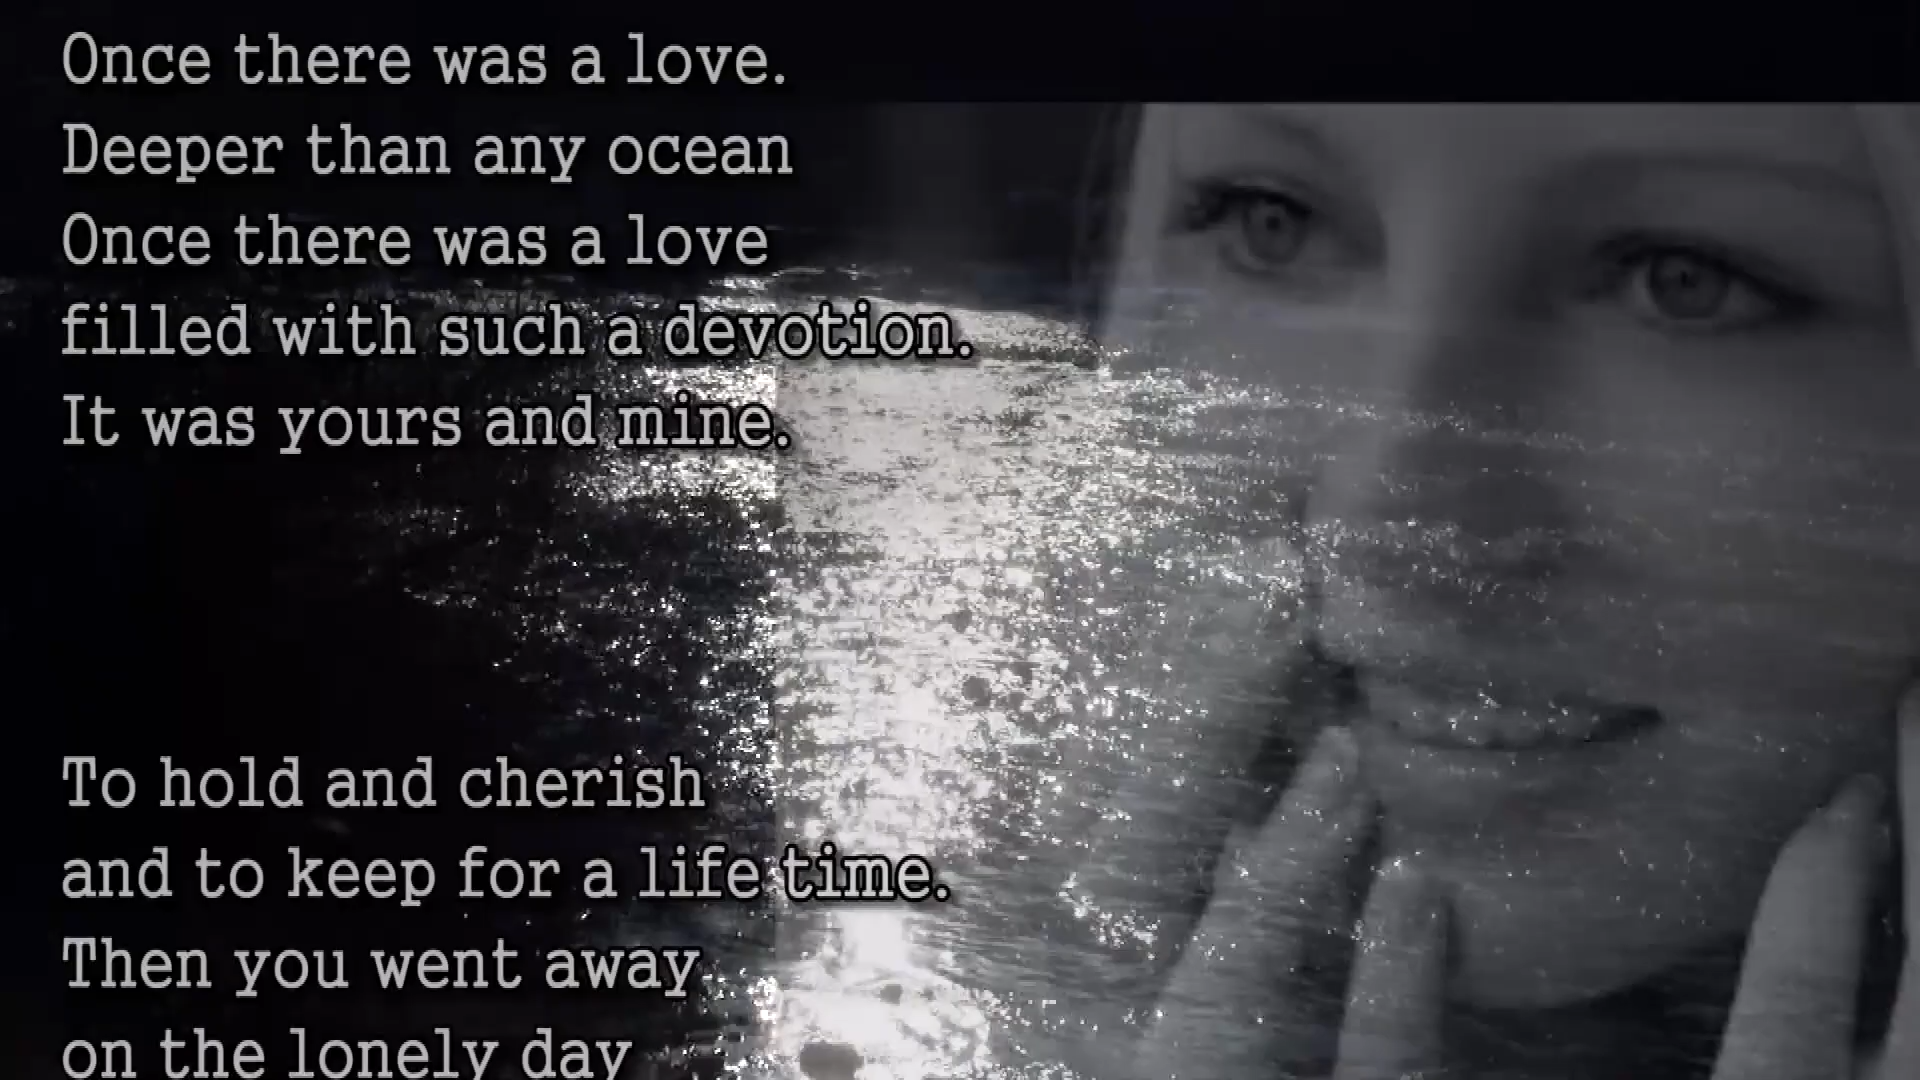 Once there was a love.
Deeper than any ocean
Once there was a love
filled with such a devotion.
It was yours and mine.
To hold and cherish
and to keep for a life time.
Then you went away
on the lonely day